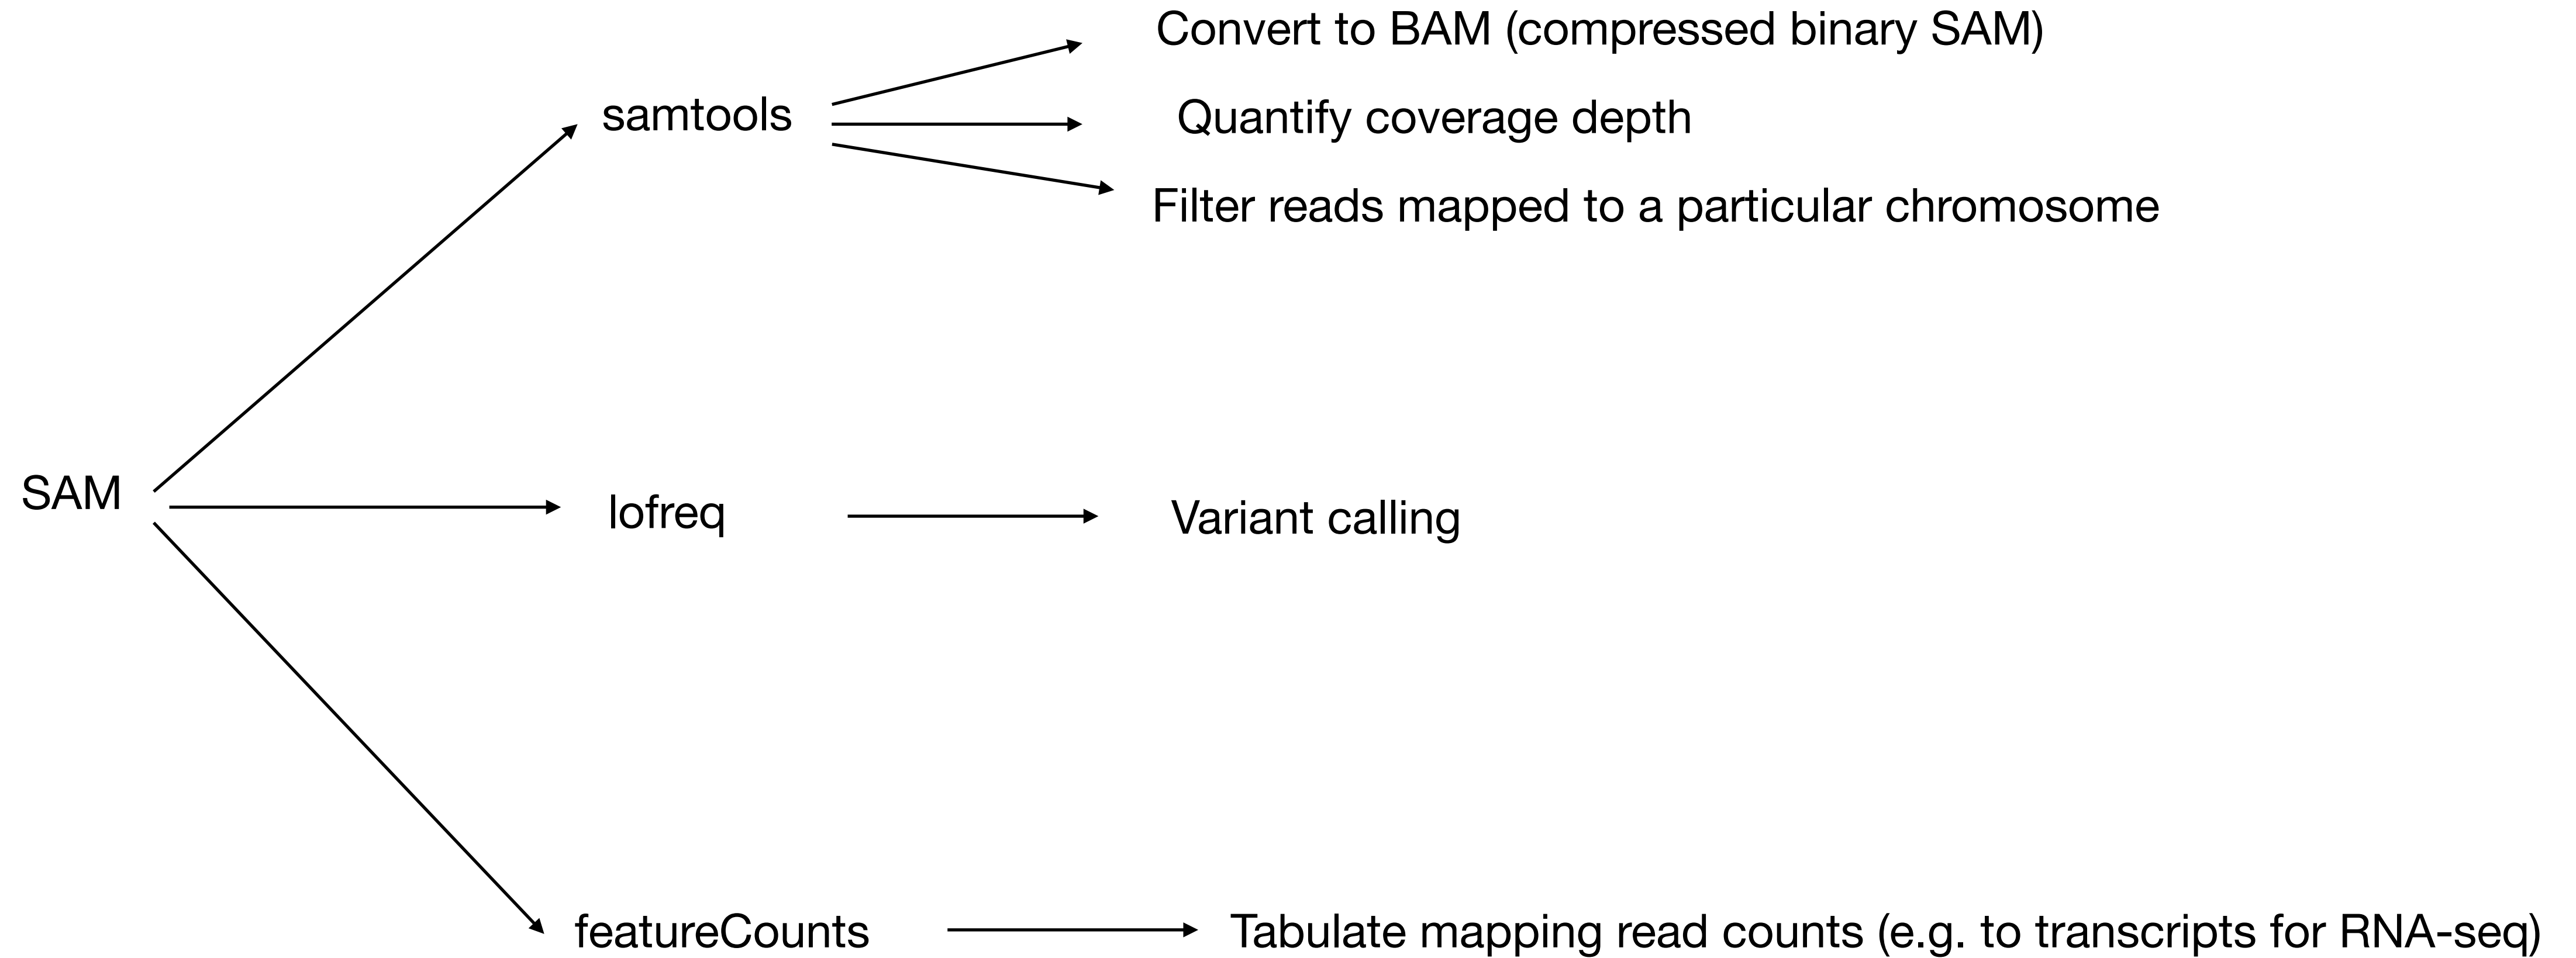 Convert to BAM (compressed binary SAM)
samtools
Quantify coverage depth
Filter reads mapped to a particular chromosome
SAM
lofreq
Variant calling
featureCounts
Tabulate mapping read counts (e.g. to transcripts for RNA-seq)